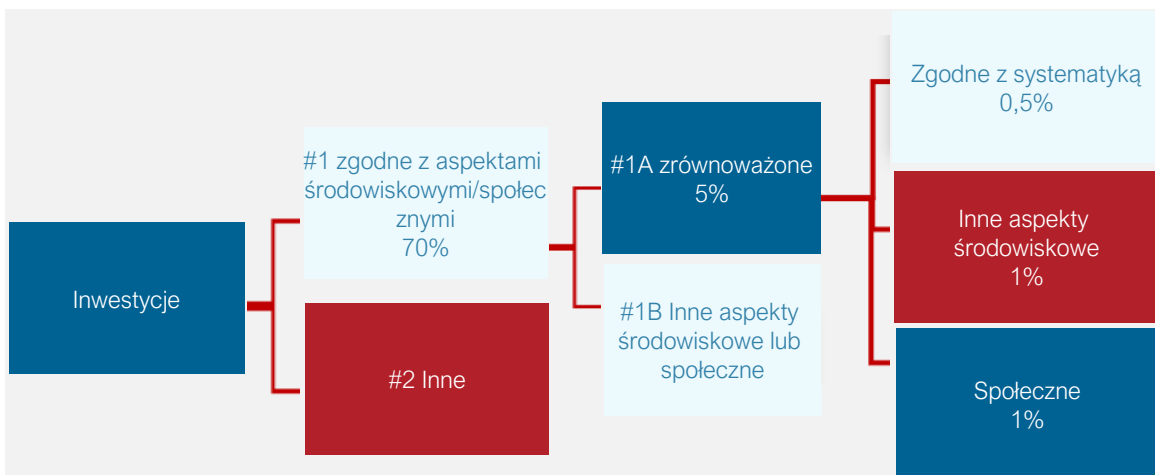 Inwestycje
#1 zgodne z aspektami
środowiskowymi/społec
znymi
70%
#2 Inne
#1A zrównoważone
5%
#1B Inne aspekty
środowiskowe lub
społeczne
Zgodne z systematyką
0,5%
Inne aspekty
środowiskowe
1%
Społeczne
1%